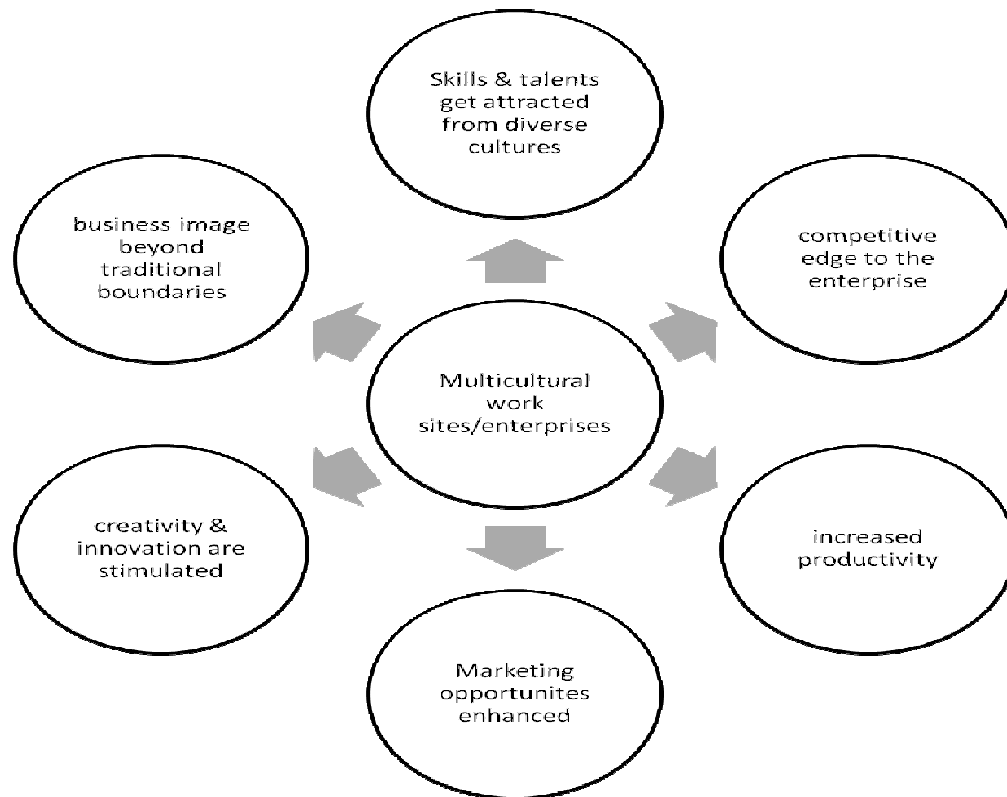 Skills & talents
get attracted
from diverse
cultures
business image
beyond
traditional
boundaries
competitive
edge to the
enterprise
Multicultural
work
sites/enterprises
creativity &
innovation are
stimulated
increased
productivity
Marketing
opportunites
enhanced